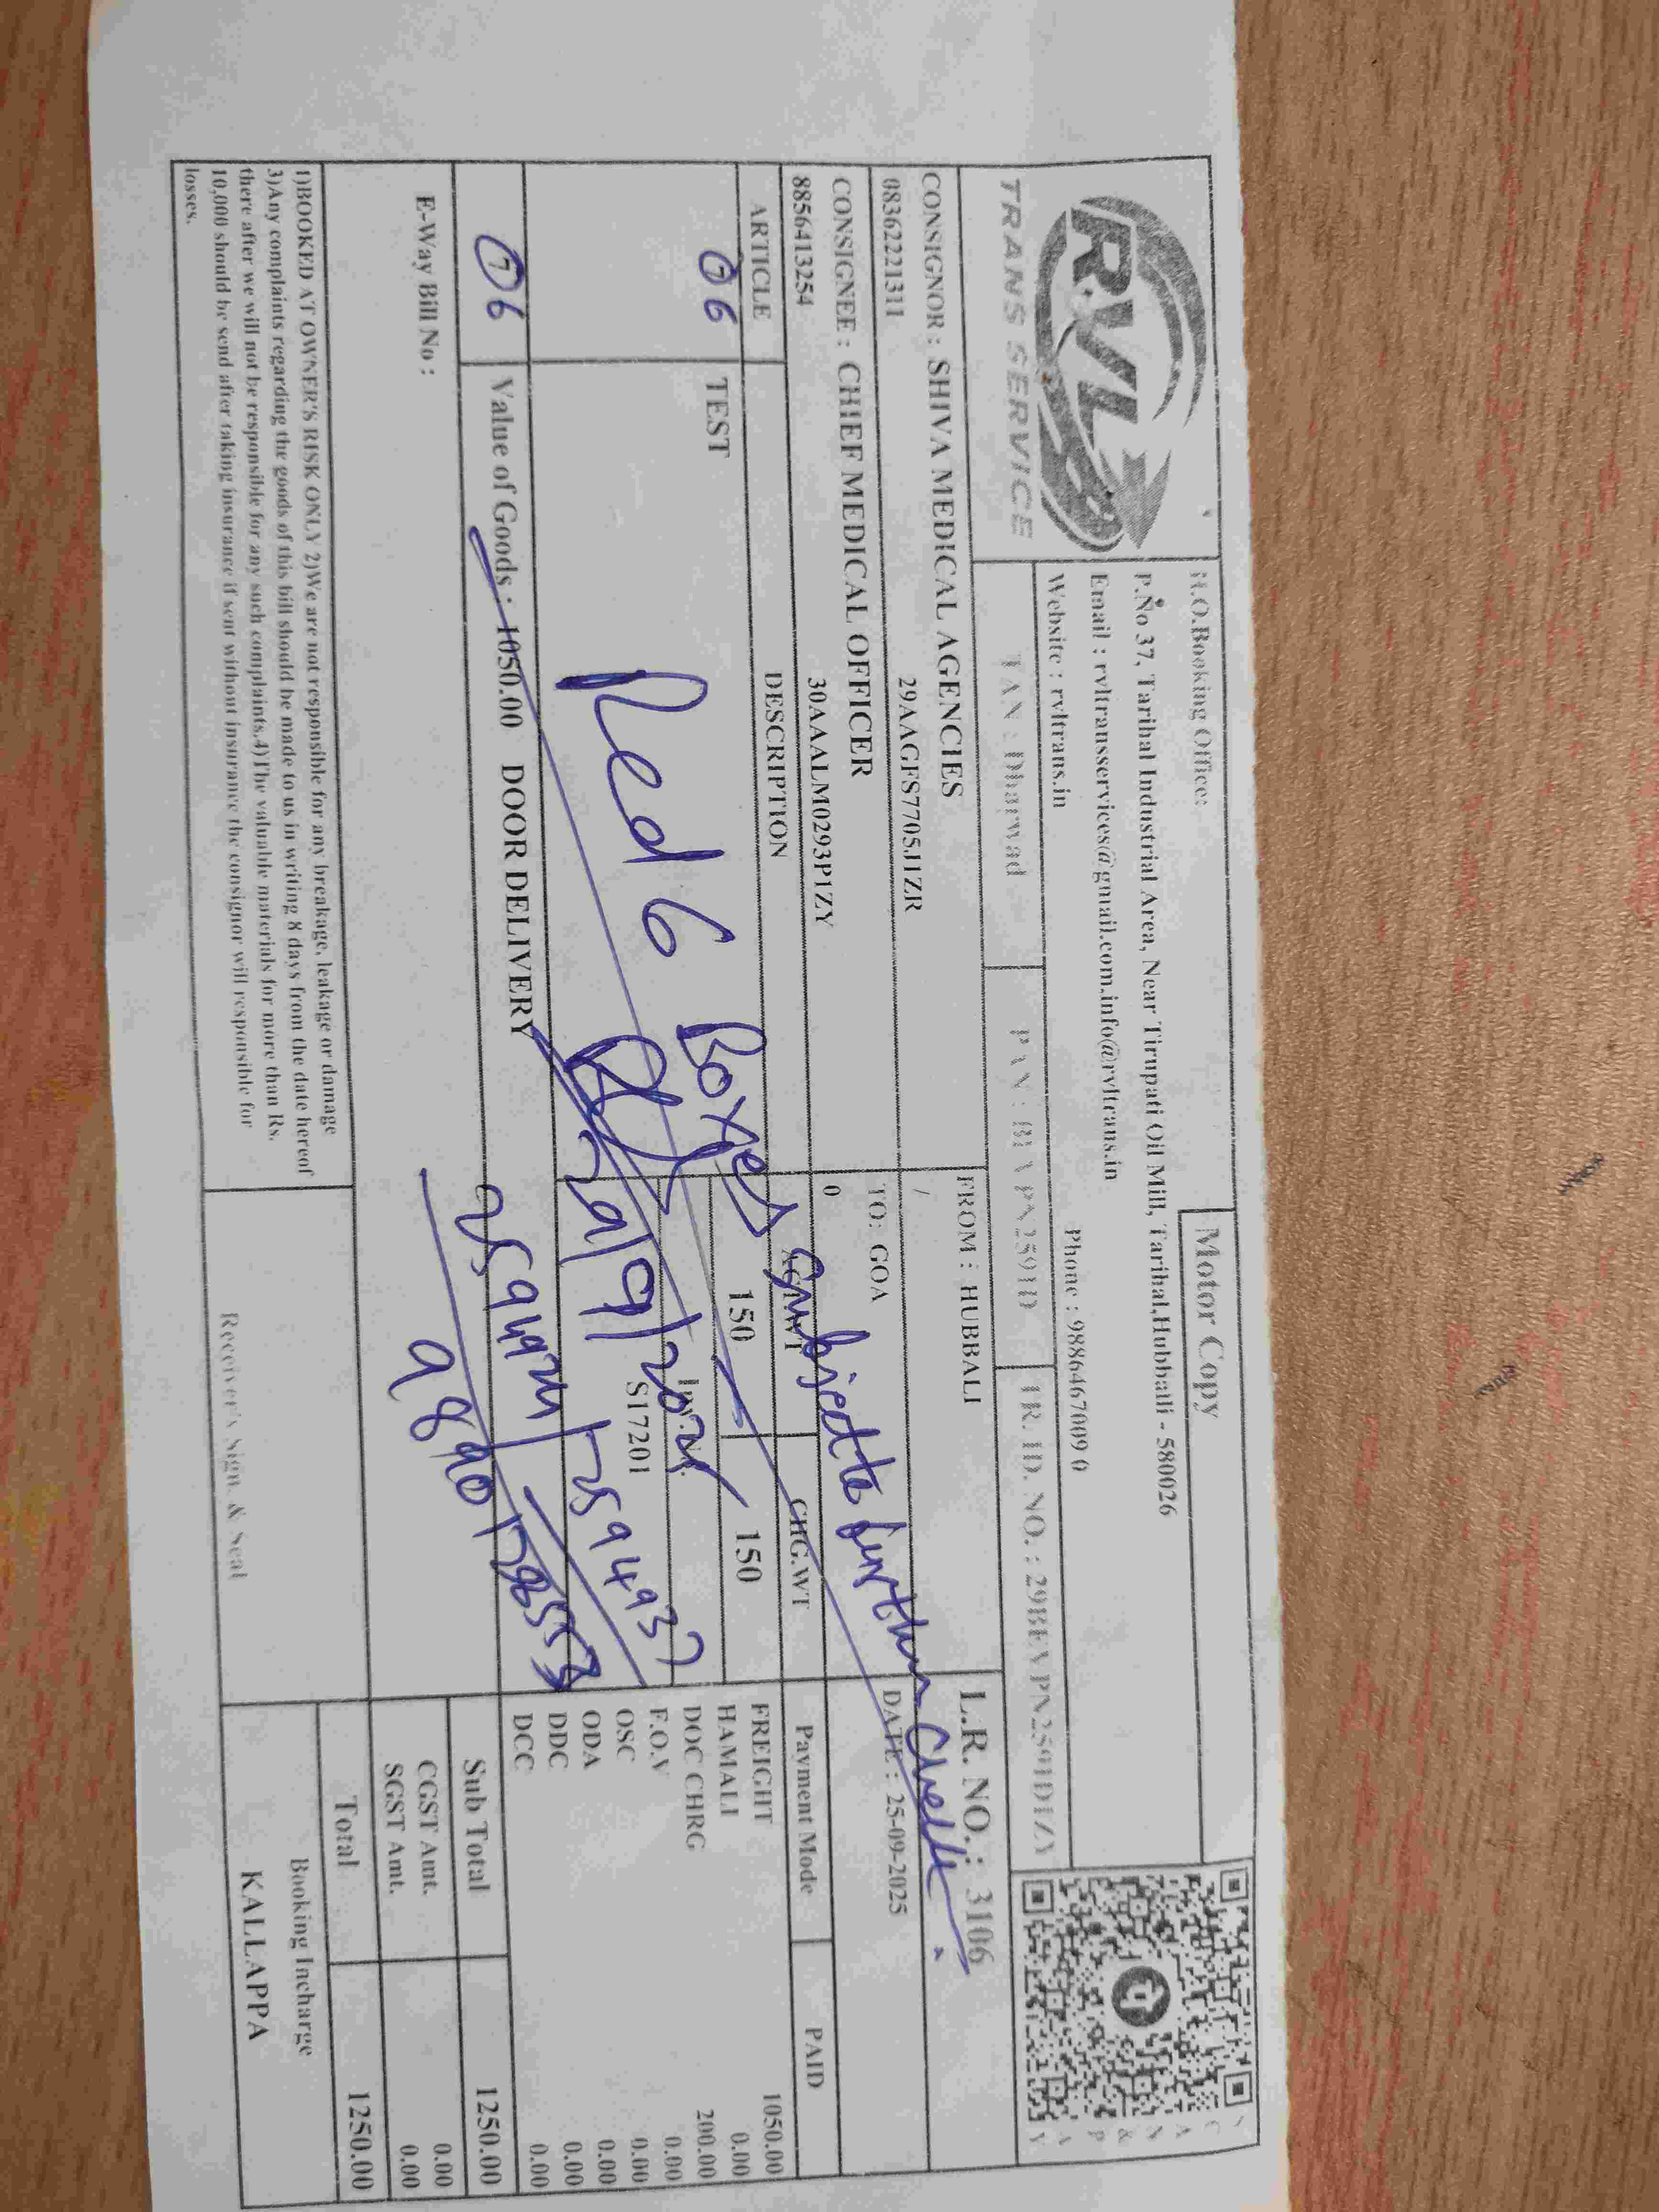 RVL
TRANS SERVICE
H.O.Booking Office:
Motor Copy
P.No 37, Tarihal Industrial Area, Near Tirupati Oil Mill, Tarihal,Hubballi - 580026
Email : rvltransservices@gmail.com,info@rvltrans.in
Website : rvltrans.in
Phone : 9886467009 0
TAN : Dharwad
CONSIGNOR : SHIVA MEDICAL AGENCIES
FROM : HUBBALI
L.R. NO. : 3106
08362221311
29AAGFS7705J1ZR
/
DATE : 25-09-2025
CONSIGNEE : CHIEF MEDICAL OFFICER
TO: GOA
8856413254
30AAALM0293P1ZY
0
Subject to further check
Payment Mode
PAID
ARTICLE
DESCRIPTION
CHG.WT
06
TEST
150
150
Red 6 Boxes
S17201
29/9/2025
FREIGHT 1050.00
HAMALI 0.00
DOC CHRG 200.00
F.O.V 0.00
OSC 0.00
ODA 0.00
DDC 0.00
DCC 0.00
06
Value of Goods : 1050.00
DOOR DELIVERY
Sub Total 1250.00
E-Way Bill No :
CGST Amt. 0.00
SGST Amt. 0.00
Total 1250.00
1)BOOKED AT OWNER'S RISK ONLY 2)We are not responsible for any breakage, leakage or damage
3)Any complaints regarding the goods of this bill should be made to us in writing 8 days from the date hereof
there after we will not be responsible for any such complaints.4)The valuable materials for more than Rs.
10,000 should be send after taking insurance if sent without insurance the consignor will responsible for
losses.
Receiver's Sign. & Seal
Booking Incharge
KALLAPPA